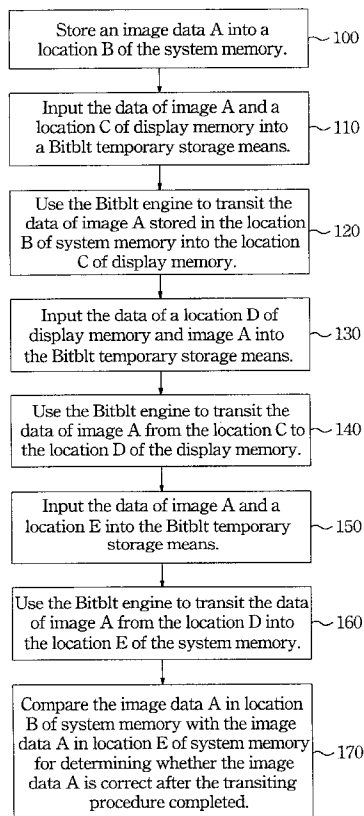 Store an image data A into a
location B of the system memory.
100
Input the data of image A and a
location C of display memory into
a Bitblt temporary storage means.
110
Use the Bitblt engine to transit the
data of image A stored in the location
B of system memory into the location
C of display memory.
120
Input the data of a location D of
display memory and image A into
the Bitblt temporary storage means.
130
Use the Bitblt engine to transit the
data of image A from the location C to
the location D of the display memory.
140
Input the data of image A and a
location E into the Bitblt temporary
storage means.
150
Use the Bitblt engine to transit the data
of image A from the location D into
the location E of the system memory.
160
Compare the image data A in location
B of system memory with the image
data A in location E of system memory
for determining whether the image
data A is correct after the transiting
procedure completed.
170